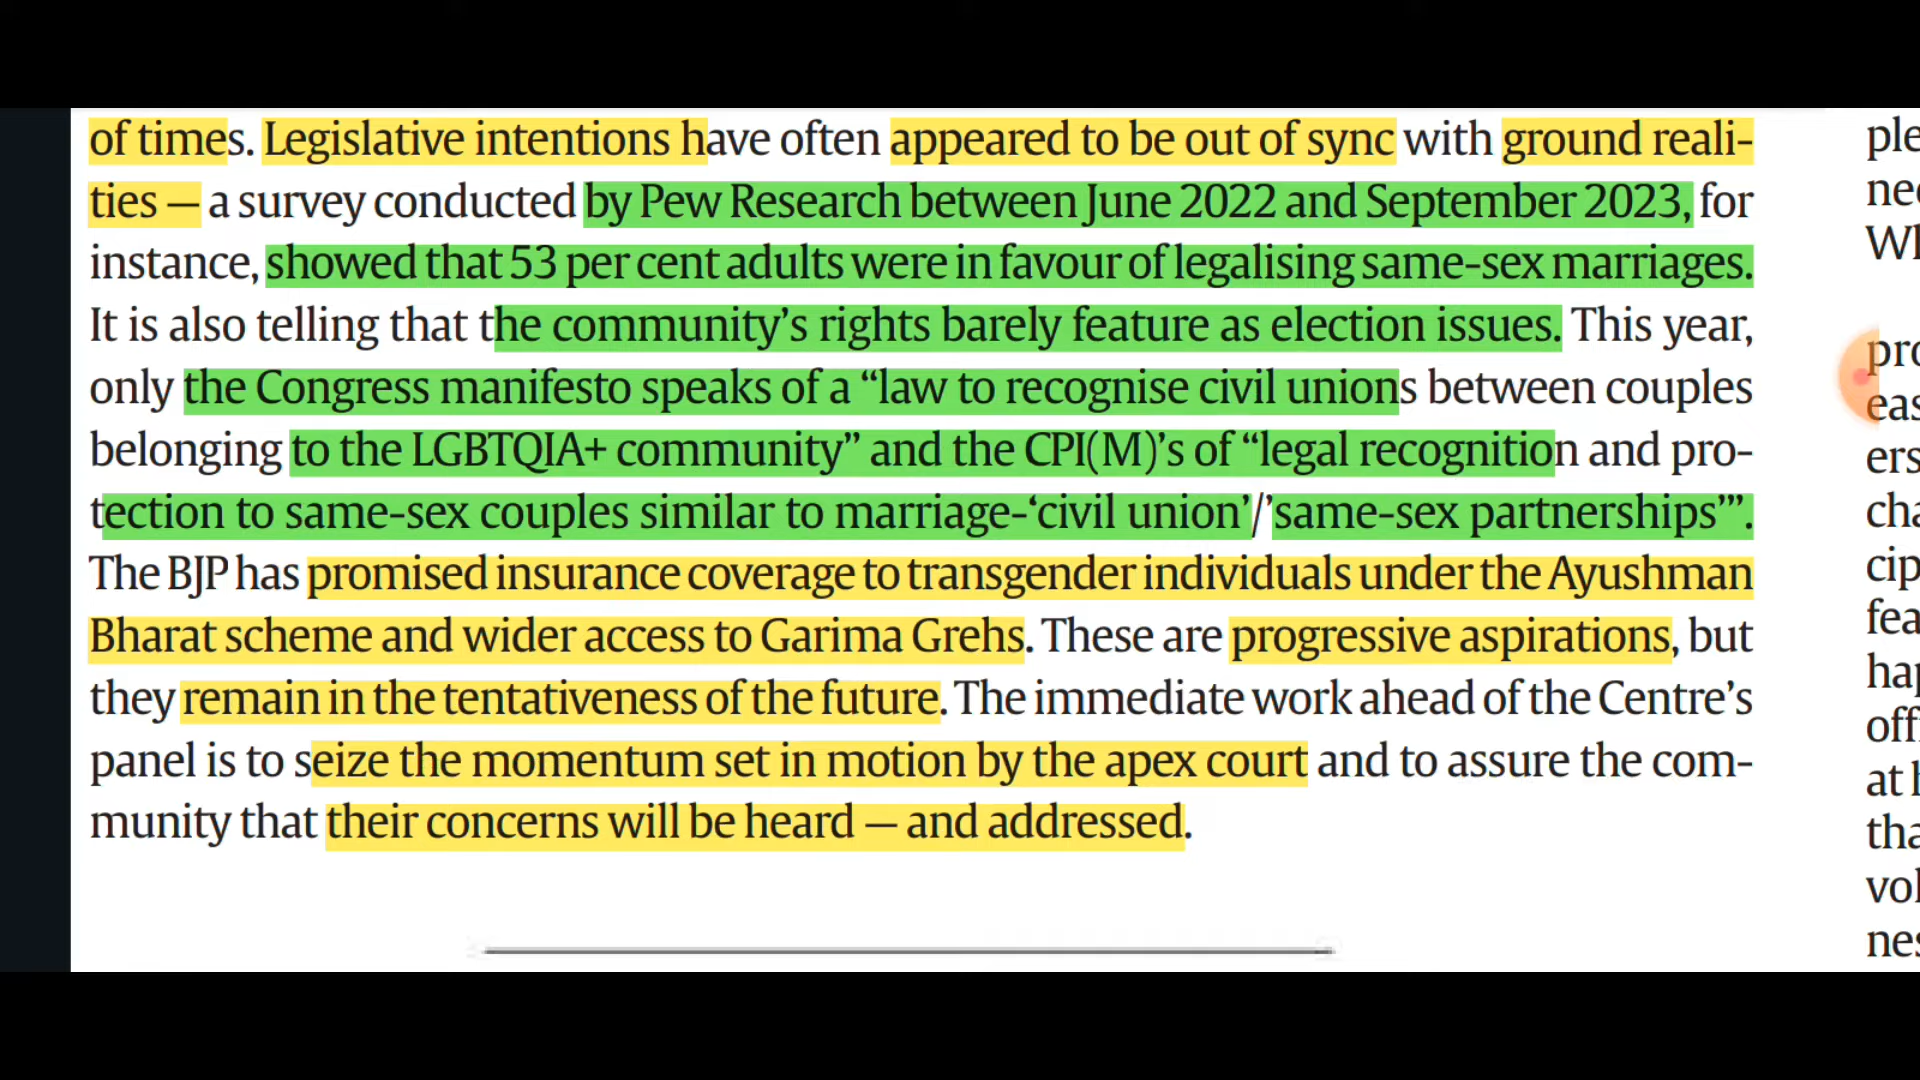 of times. Legislative intentions have often appeared to be out of sync with ground reali-
ties — a survey conducted by Pew Research between June 2022 and September 2023, for
instance, showed that 53 per cent adults were in favour of legalising same-sex marriages.
It is also telling that the community’s rights barely feature as election issues. This year,
only the Congress manifesto speaks of a “law to recognise civil unions between couples
belonging to the LGBTQIA+ community” and the CPI(M)’s of “legal recognition and pro-
tection to same-sex couples similar to marriage-‘civil union’/’same-sex partnerships’”.
The BJP has promised insurance coverage to transgender individuals under the Ayushman
Bharat scheme and wider access to Garima Grehs. These are progressive aspirations, but
they remain in the tentativeness of the future. The immediate work ahead of the Centre’s
panel is to seize the momentum set in motion by the apex court and to assure the com-
munity that their concerns will be heard — and addressed.